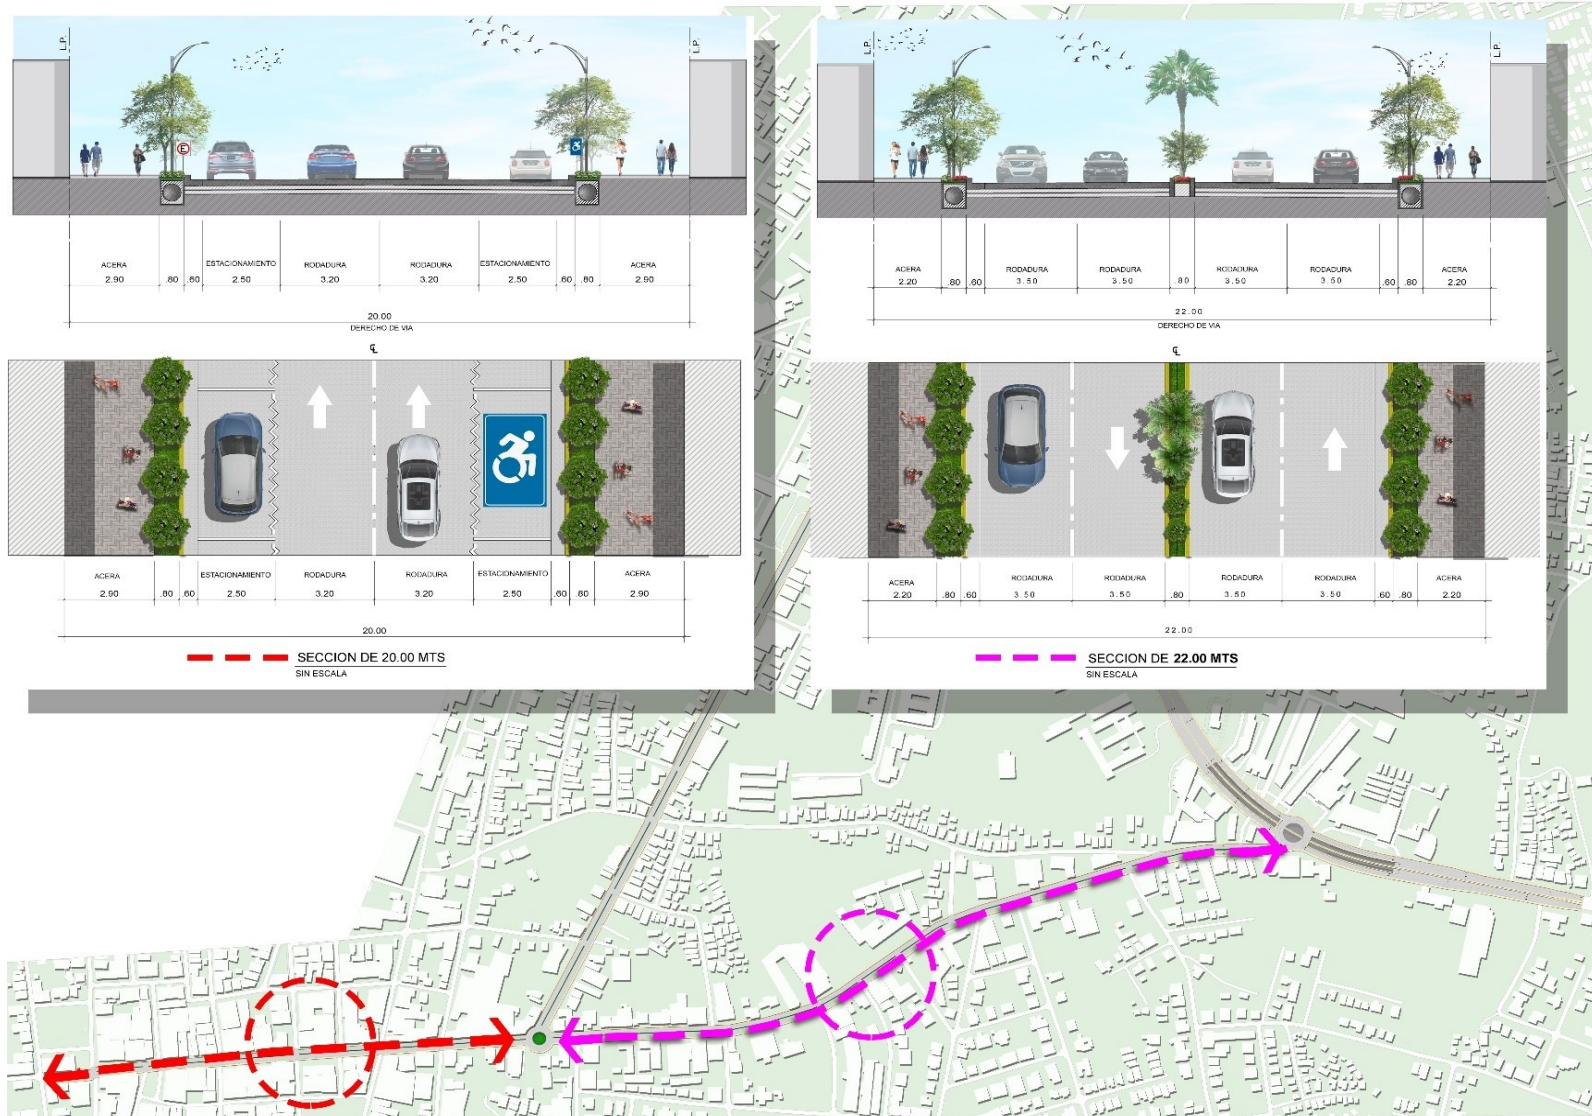 L.P. L.P.
E
ACERA ESTACIONAMIENTO RODADURA RODADURA ESTACIONAMIENTO ACERA
2.90 .80 .60 2.50 3.20 3.20 2.50 .60 .80 2.90
20.00
DERECHO DE VIA
℄
ACERA ESTACIONAMIENTO RODADURA RODADURA ESTACIONAMIENTO ACERA
2.90 .80 .60 2.50 3.20 3.20 2.50 .60 .80 2.90
20.00
SECCION DE 20.00 MTS
SIN ESCALA
L.P. L.P.
ACERA RODADURA RODADURA RODADURA RODADURA ACERA
2.20 .80 .60 3.50 3.50 .80 3.50 3.50 .60 .80 2.20
22.00
DERECHO DE VIA
℄
ACERA RODADURA RODADURA RODADURA RODADURA ACERA
2.20 .80 .60 3.50 3.50 .80 3.50 3.50 .60 .80 2.20
22.00
SECCION DE 22.00 MTS
SIN ESCALA